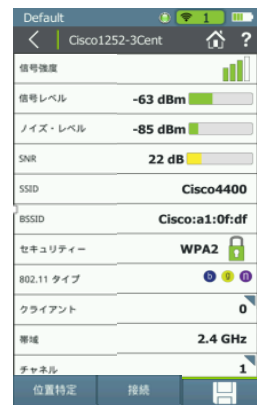 Default 1
Cisco1252-3Cent ?
信号強度
信号レベル -63 dBm
ノイズ・レベル -85 dBm
SNR 22 dB
SSID Cisco4400
BSSID Cisco:a1:0f:df
セキュリティー WPA2
802.11 タイプ b g n
クライアント 0
帯域 2.4 GHz
チャネル 1
位置特定 接続